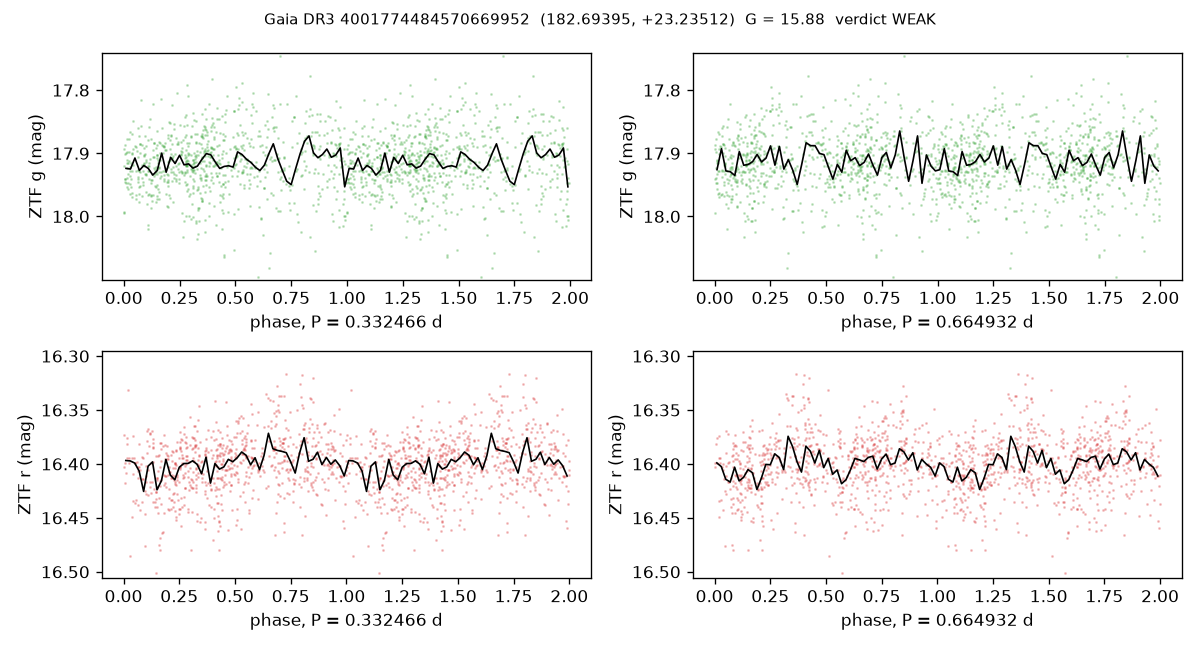 Gaia DR3 4001774484570669952 (182.69395, +23.23512) G = 15.88 verdict WEAK
ZTF g (mag)
17.8
17.9
18.0
0.00 0.25 0.50 0.75 1.00 1.25 1.50 1.75 2.00
phase, P = 0.332466 d
ZTF g (mag)
17.8
17.9
18.0
0.00 0.25 0.50 0.75 1.00 1.25 1.50 1.75 2.00
phase, P = 0.664932 d
ZTF r (mag)
16.30
16.35
16.40
16.45
16.50
0.00 0.25 0.50 0.75 1.00 1.25 1.50 1.75 2.00
phase, P = 0.332466 d
ZTF r (mag)
16.30
16.35
16.40
16.45
16.50
0.00 0.25 0.50 0.75 1.00 1.25 1.50 1.75 2.00
phase, P = 0.664932 d